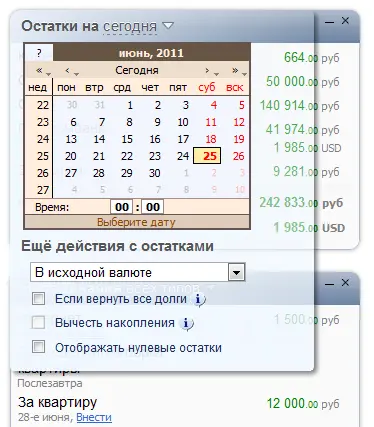 Остатки на сегодня
? июнь, 2011
« ‹ Сегодня › »
нед пон втр срд чет пят суб вск
22 30 31 1 2 3 4 5
23 6 7 8 9 10 11 12
24 13 14 15 16 17 18 19
25 20 21 22 23 24 25 26
26 27 28 29 30 1 2 3
27 4 5 6 7 8 9 10
Время: 00 : 00
Выберите дату
664.00 руб
50 000.00 руб
140 914.00 руб
41 974.00 руб
1 985.00 USD
9 281.00 руб
242 833.00 руб
1 985.00 USD
Ещё действия с остатками
В исходной валюте
Если вернуть все долги i
Вычесть накопления i
Отображать нулевые остатки
1 500.00 руб
квартиры
Послезавтра
За квартиру 12 000.00 руб
28-е июня, Внести